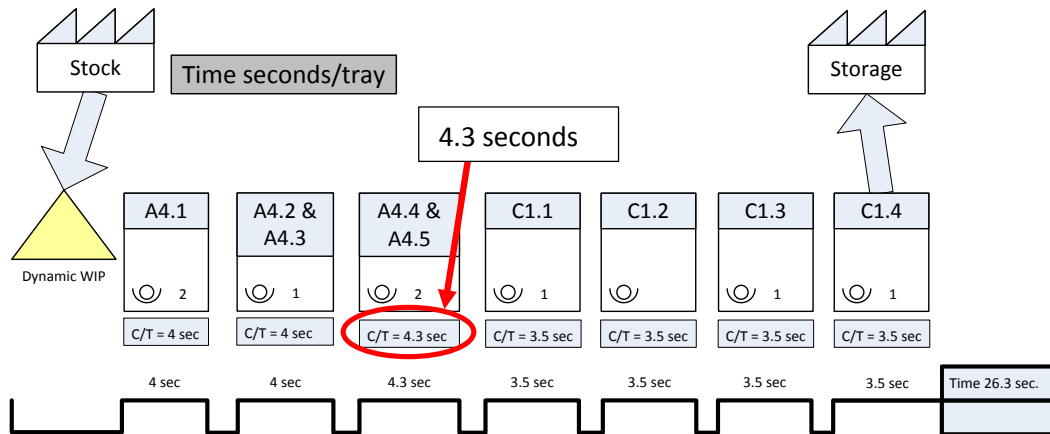 Stock
Time seconds/tray
Storage
4.3 seconds
Dynamic WIP
A4.1
2
C/T = 4 sec
A4.2 &
A4.3
1
C/T = 4 sec
A4.4 &
A4.5
2
C/T = 4.3 sec
C1.1
1
C/T = 3.5 sec
C1.2
C/T = 3.5 sec
C1.3
1
C/T = 3.5 sec
C1.4
1
C/T = 3.5 sec
4 sec
4 sec
4.3 sec
3.5 sec
3.5 sec
3.5 sec
3.5 sec
Time 26.3 sec.